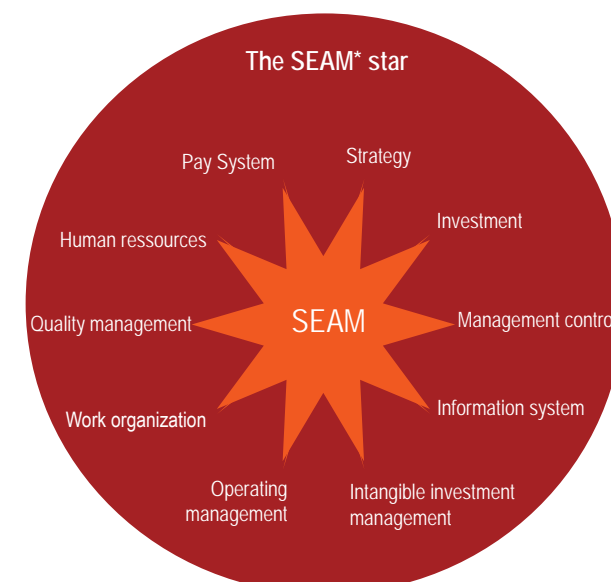 The SEAM* star
Pay System
Strategy
Human ressources
Investment
Quality management
SEAM
Management contro
Work organization
Information system
Operating
management
Intangible investment
management